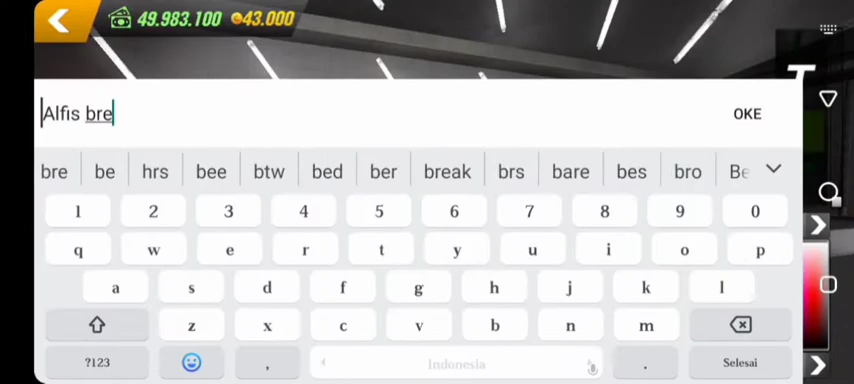 49.983.100 43.000
T
Alfis bre OKE
bre be hrs bee btw bed ber break brs bare bes bro Be
1 2 3 4 5 6 7 8 9 0
q w e r t y u i o p
a s d f g h j k l
z x c v b n m
?123 , Indonesia . Selesai